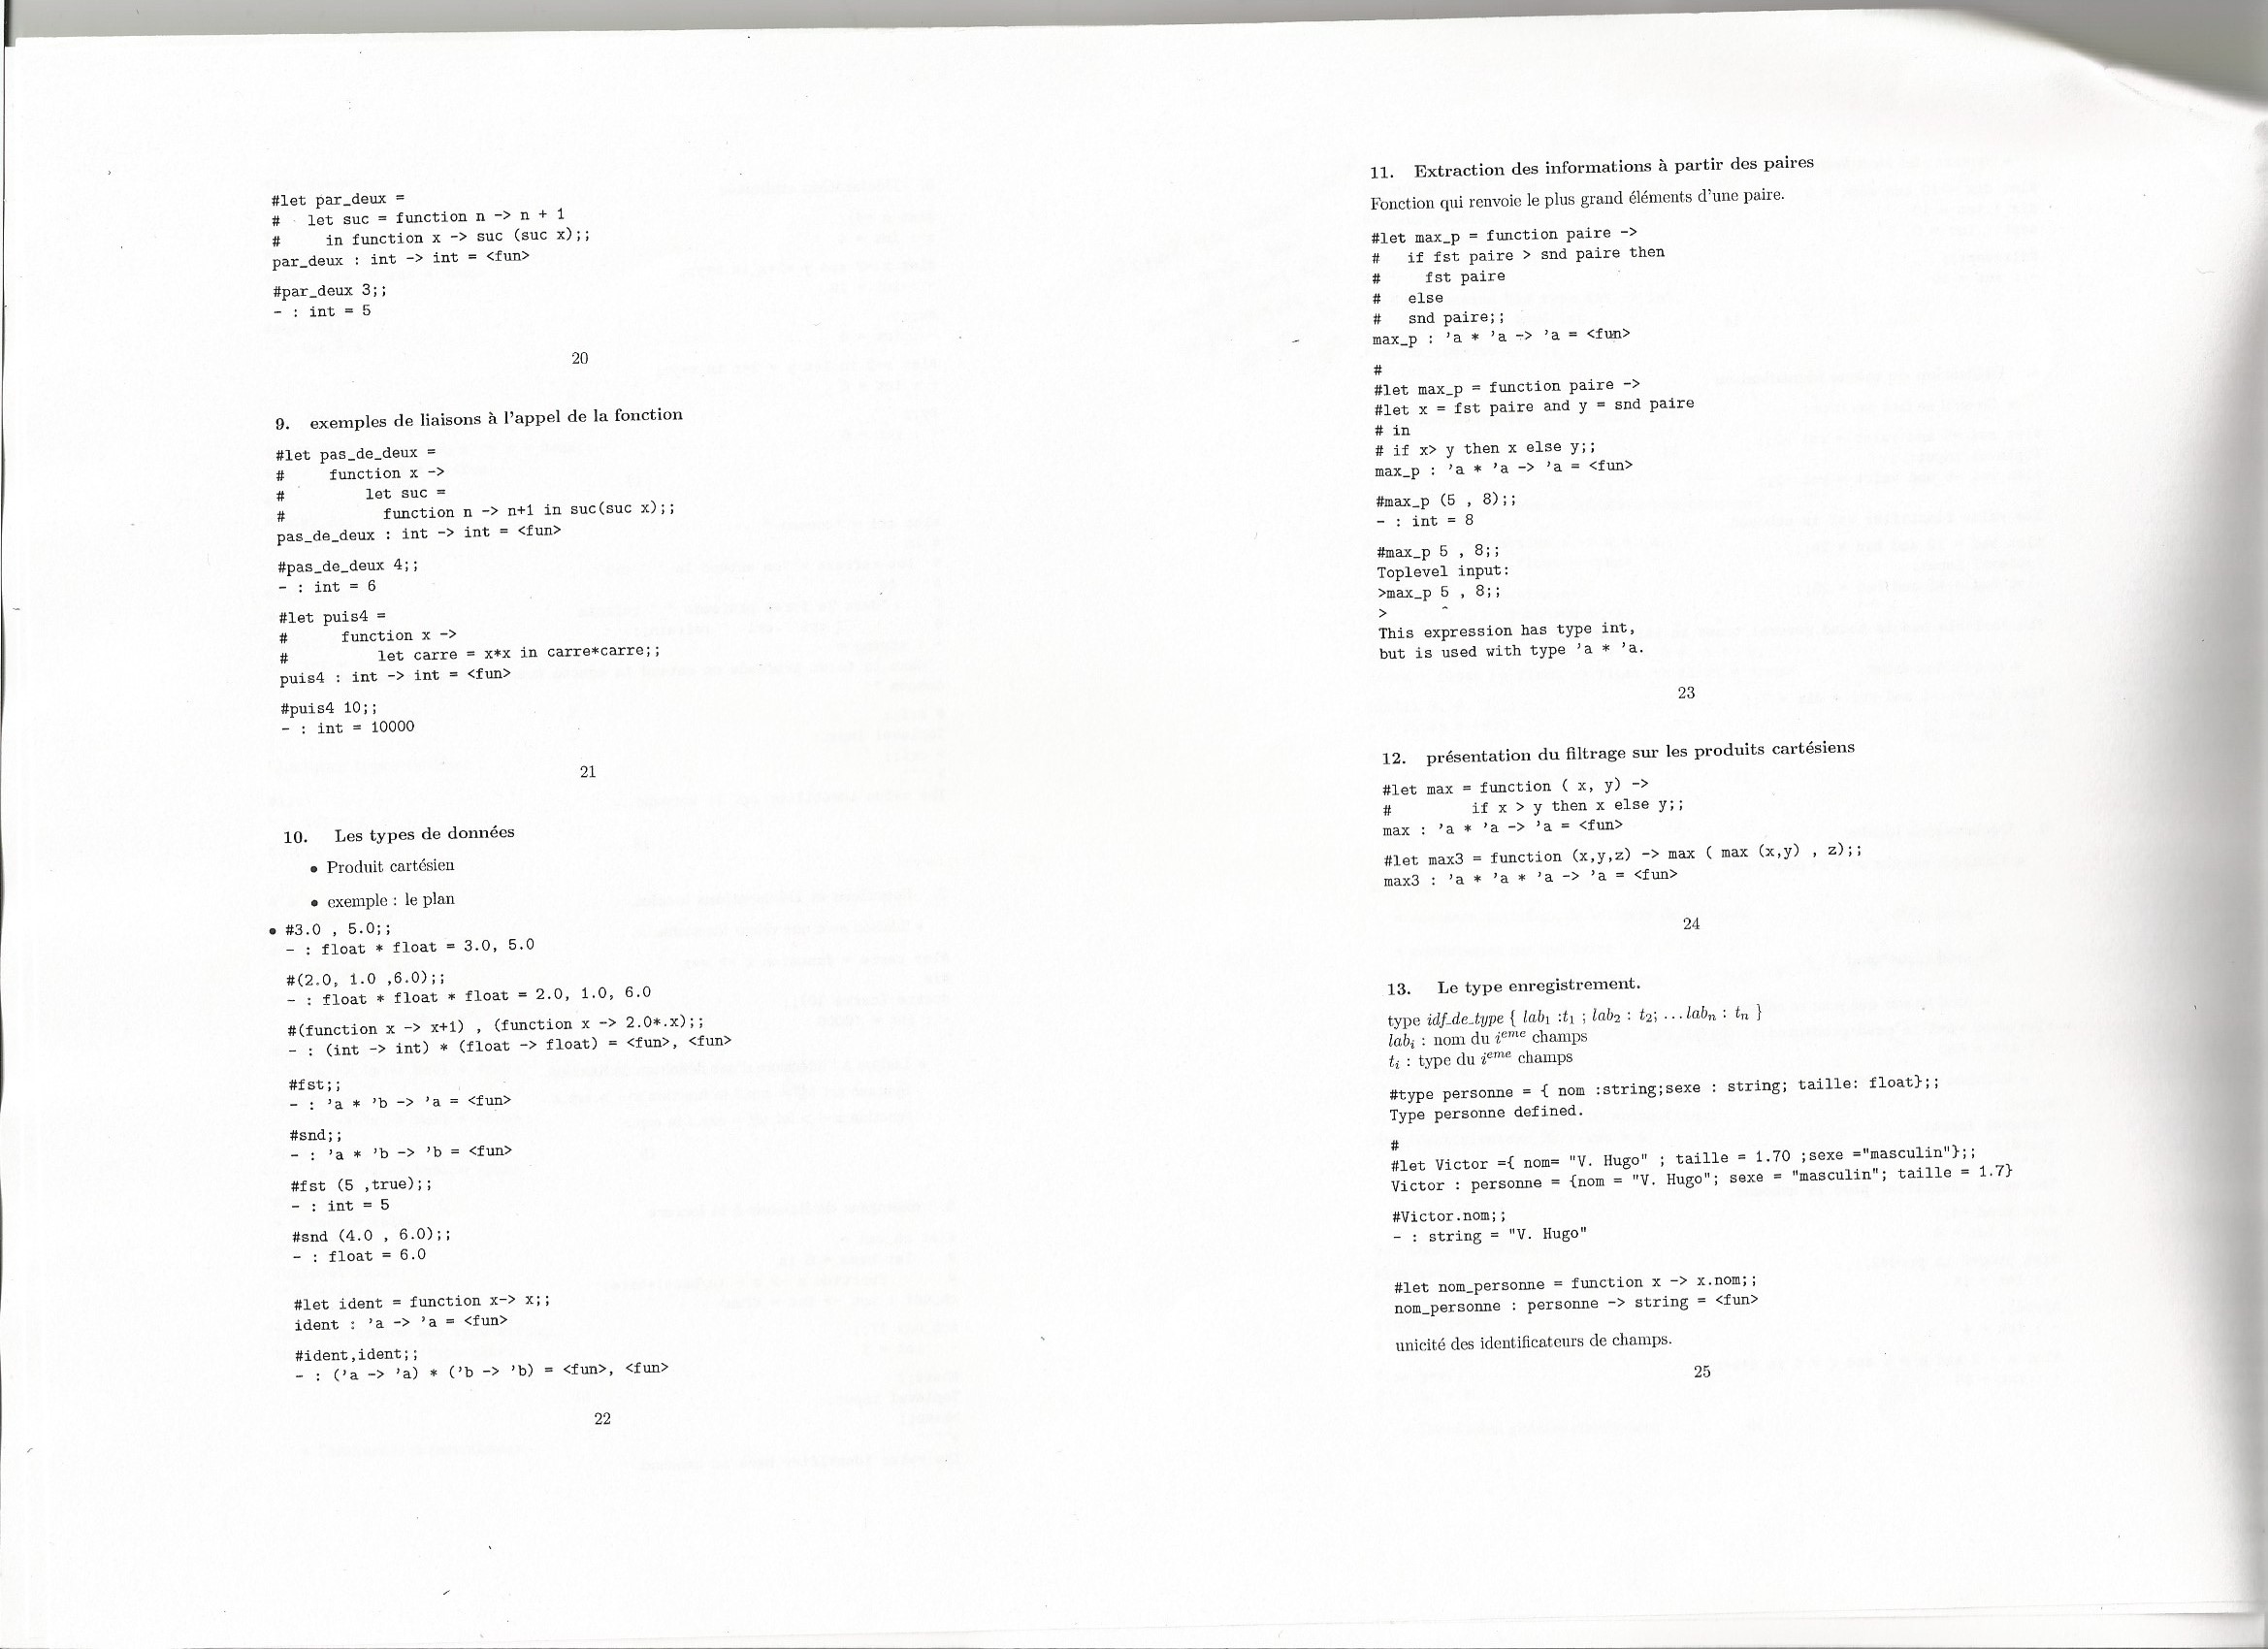 #let par_deux =
#   let suc = function n -> n + 1
#     in function x -> suc (suc x);;
par_deux : int -> int = <fun>
#par_deux 3;;
- : int = 5
20
9. exemples de liaisons à l'appel de la fonction
#let pas_de_deux =
#     function x ->
#         let suc =
#           function n -> n+1 in suc(suc x);;
pas_de_deux : int -> int = <fun>
#pas_de_deux 4;;
- : int = 6
#let puis4 =
#      function x ->
#          let carre = x*x in carre*carre;;
puis4 : int -> int = <fun>
#puis4 10;;
- : int = 10000
21
10. Les types de données
• Produit cartésien
• exemple : le plan
• #3.0 , 5.0;;
- : float * float = 3.0, 5.0
#(2.0, 1.0 ,6.0);;
- : float * float * float = 2.0, 1.0, 6.0
#(function x -> x+1) , (function x -> 2.0*.x);;
- : (int -> int) * (float -> float) = <fun>, <fun>
#fst;;
- : 'a * 'b -> 'a = <fun>
#snd;;
- : 'a * 'b -> 'b = <fun>
#fst (5 ,true);;
- : int = 5
#snd (4.0 , 6.0);;
- : float = 6.0
#let ident = function x-> x;;
ident : 'a -> 'a = <fun>
#ident,ident;;
- : ('a -> 'a) * ('b -> 'b) = <fun>, <fun>
22
11. Extraction des informations à partir des paires
Fonction qui renvoie le plus grand éléments d'une paire.
#let max_p = function paire ->
#   if fst paire > snd paire then
#     fst paire
#   else
#   snd paire;;
max_p : 'a * 'a -> 'a = <fun>
#
#let max_p = function paire ->
#let x = fst paire and y = snd paire
# in
# if x> y then x else y;;
max_p : 'a * 'a -> 'a = <fun>
#max_p (5 , 8);;
- : int = 8
#max_p 5 , 8;;
Toplevel input:
>max_p 5 , 8;;
>      ^
This expression has type int,
but is used with type 'a * 'a.
23
12. présentation du filtrage sur les produits cartésiens
#let max = function ( x, y) ->
#         if x > y then x else y;;
max : 'a * 'a -> 'a = <fun>
#let max3 = function (x,y,z) -> max ( max (x,y) , z);;
max3 : 'a * 'a * 'a -> 'a = <fun>
24
13. Le type enregistrement.
type idf_de_type { lab1 :t1 ; lab2 : t2; ...labn : tn }
labi : nom du ieme champs
ti : type du ieme champs
#type personne = { nom :string;sexe : string; taille: float};;
Type personne defined.
#
#let Victor ={ nom= "V. Hugo" ; taille = 1.70 ;sexe ="masculin"};;
Victor : personne = {nom = "V. Hugo"; sexe = "masculin"; taille = 1.7}
#Victor.nom;;
- : string = "V. Hugo"
#let nom_personne = function x -> x.nom;;
nom_personne : personne -> string = <fun>
unicité des identificateurs de champs.
25